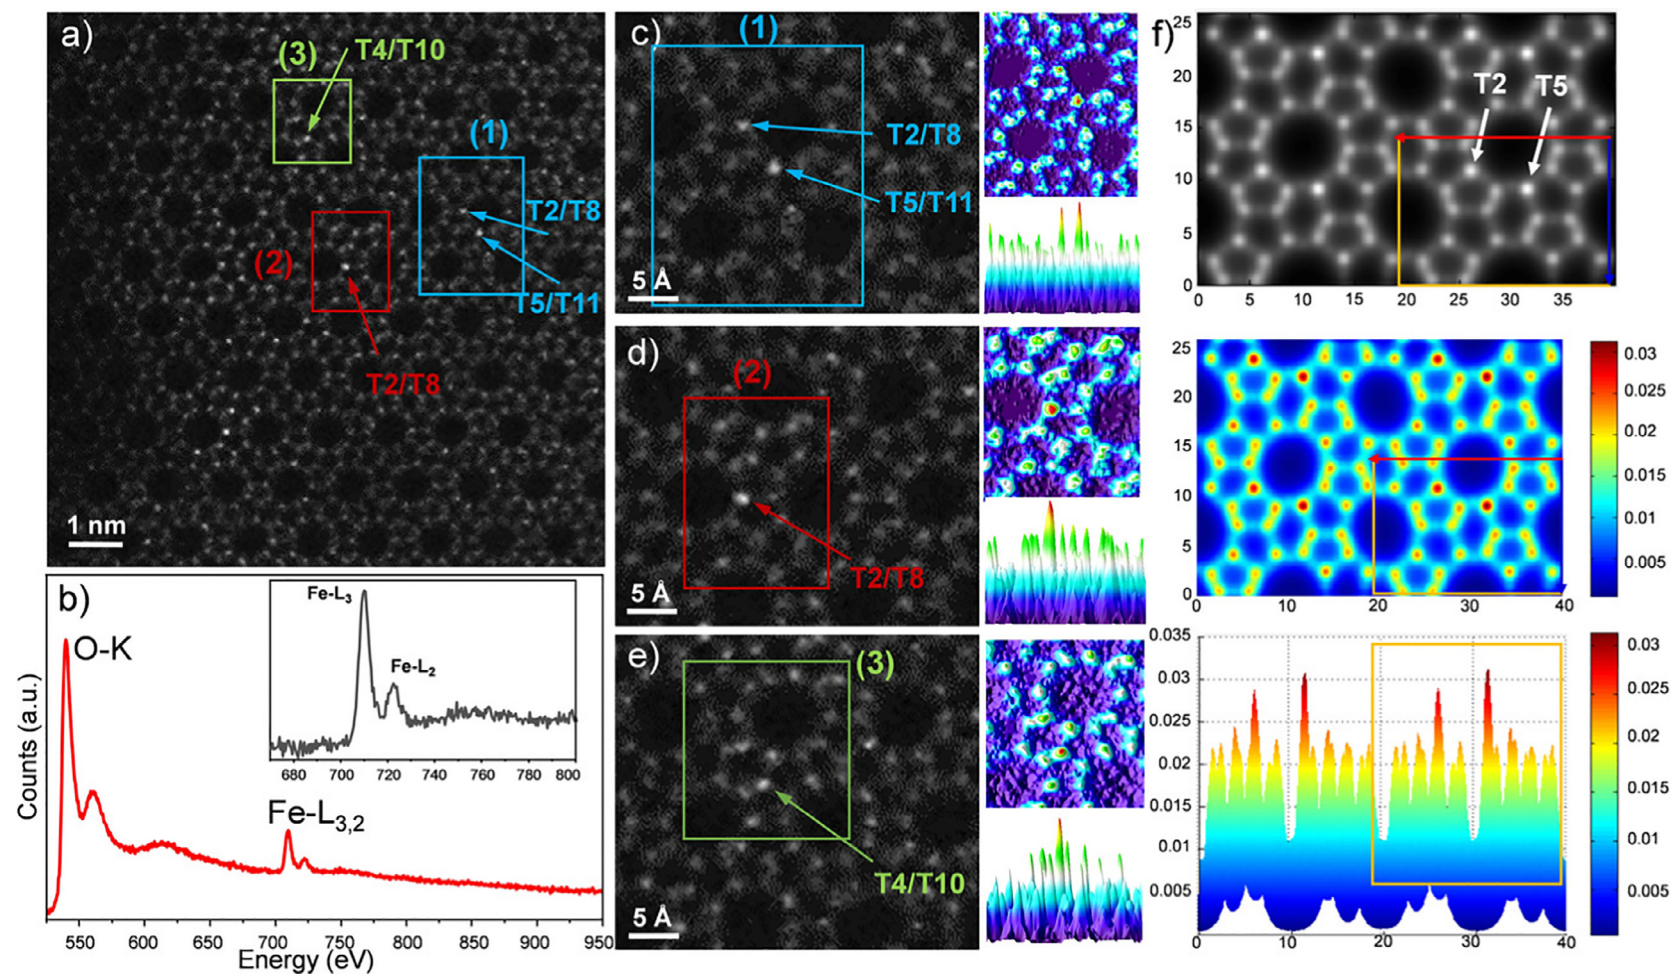 a)
(3)
T4/T10
(1)
T2/T8
(2)
T5/T11
T2/T8
1 nm
b)
O-K
Fe-L3
Fe-L2
680 700 720 740 760 780 800
Fe-L3,2
Counts (a.u.)
550 600 650 700 750 800 850 900 950
Energy (eV)
c)
(1)
T2/T8
T5/T11
5 Å
d)
(2)
T2/T8
5 Å
e)
(3)
T4/T10
5 Å
f)
25
20
15
10
5
0
T2 T5
0 5 10 15 20 25 30 35
25
20
15
10
5
0
0 10 20 30 40
0.03
0.025
0.02
0.015
0.01
0.005
0.035
0.03
0.025
0.02
0.015
0.01
0.005
0 10 20 30 40
0.03
0.025
0.02
0.015
0.01
0.005